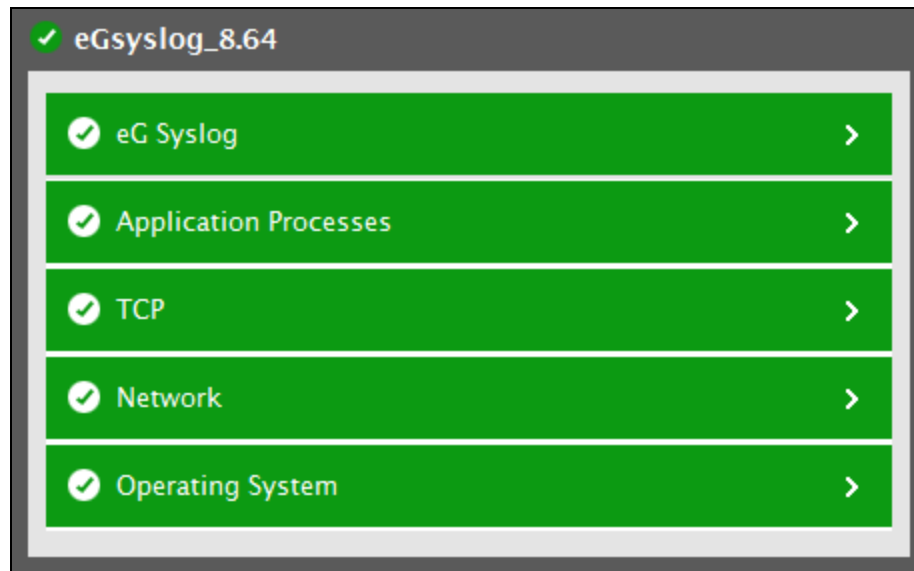 eGsyslog_8.64
eG Syslog
Application Processes
TCP
Network
Operating System